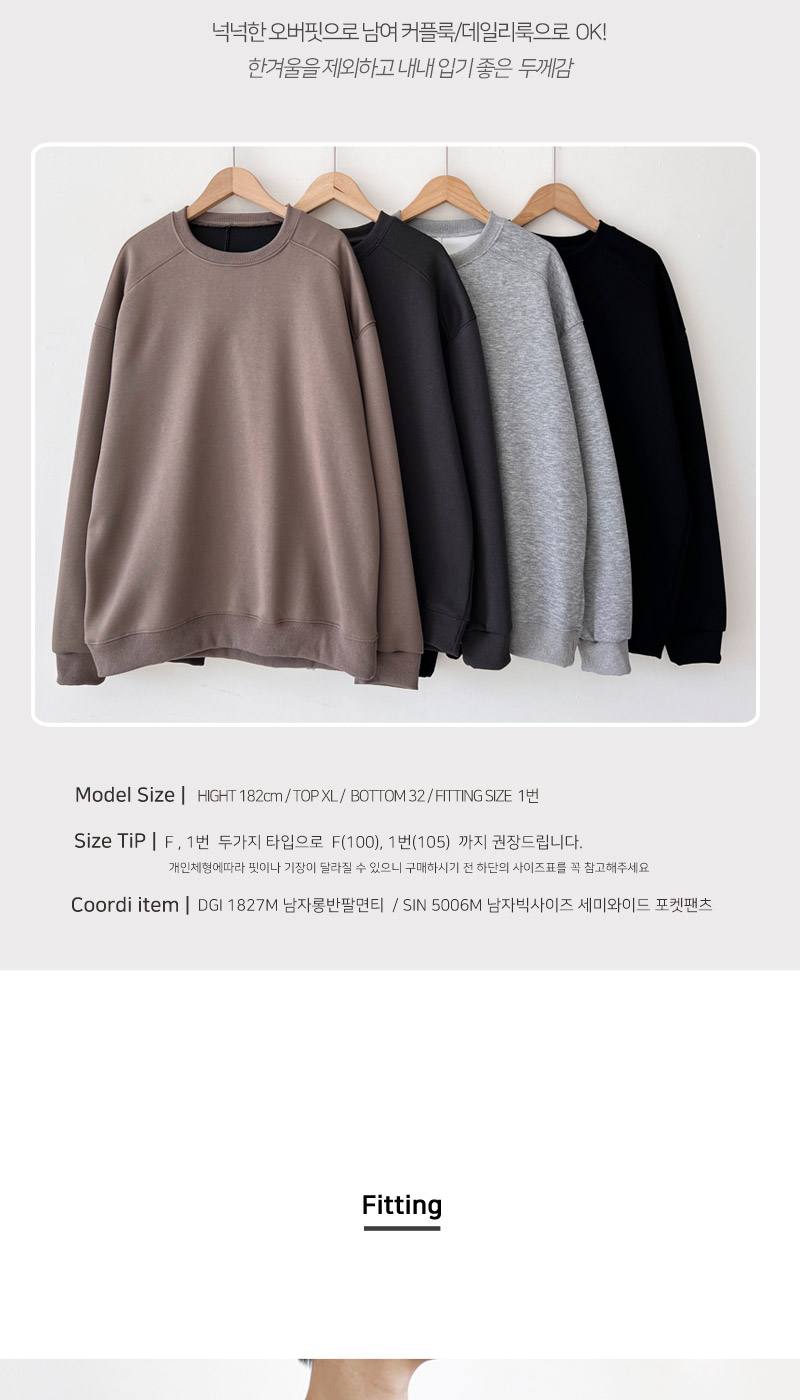 넉넉한 오버핏으로 남여 커플룩/데일리룩으로 OK!
한겨울을 제외하고 내내 입기 좋은 두께감
Model Size | HIGHT 182cm / TOP XL / BOTTOM 32 / FITTING SIZE 1번
Size TiP | F , 1번 두가지 타입으로 F(100), 1번(105) 까지 권장드립니다.
개인체형에따라 핏이나 기장이 달라질 수 있으니 구매하시기 전 하단의 사이즈표를 꼭 참고해주세요
Coordi item | DGI 1827M 남자롱반팔면티 / SIN 5006M 남자빅사이즈 세미와이드 포켓팬츠
Fitting